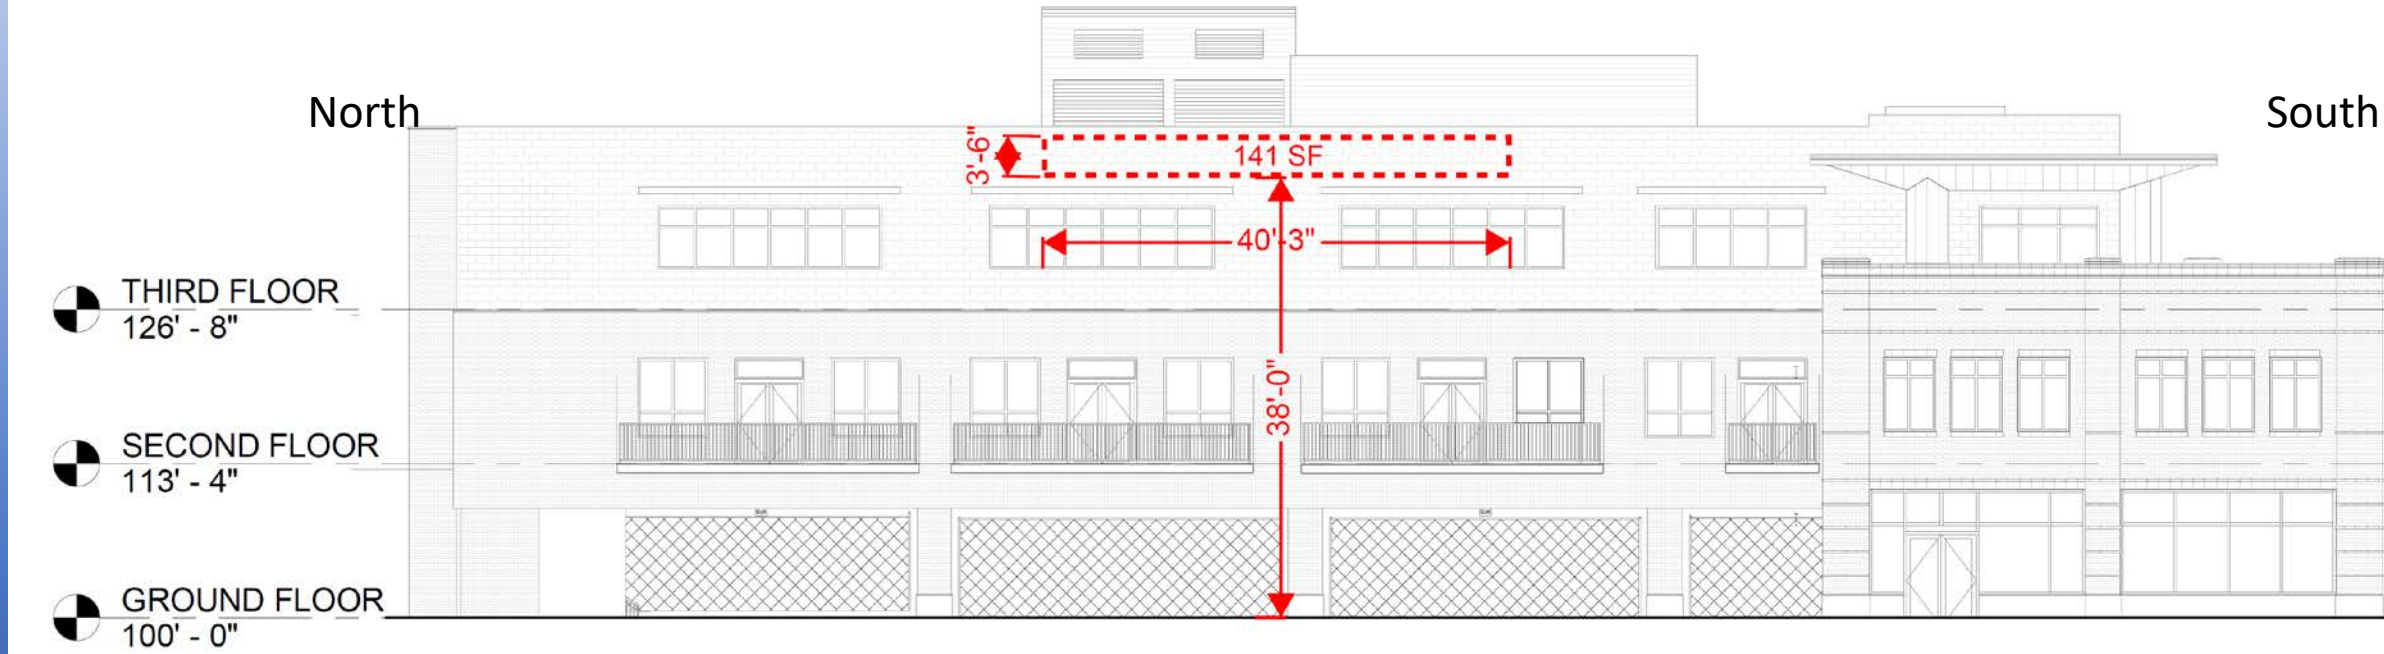 North
South
3'-6"
141 SF
40'-3"
THIRD FLOOR
126' - 8"
38'-0"
SECOND FLOOR
113' - 4"
GROUND FLOOR
100' - 0"